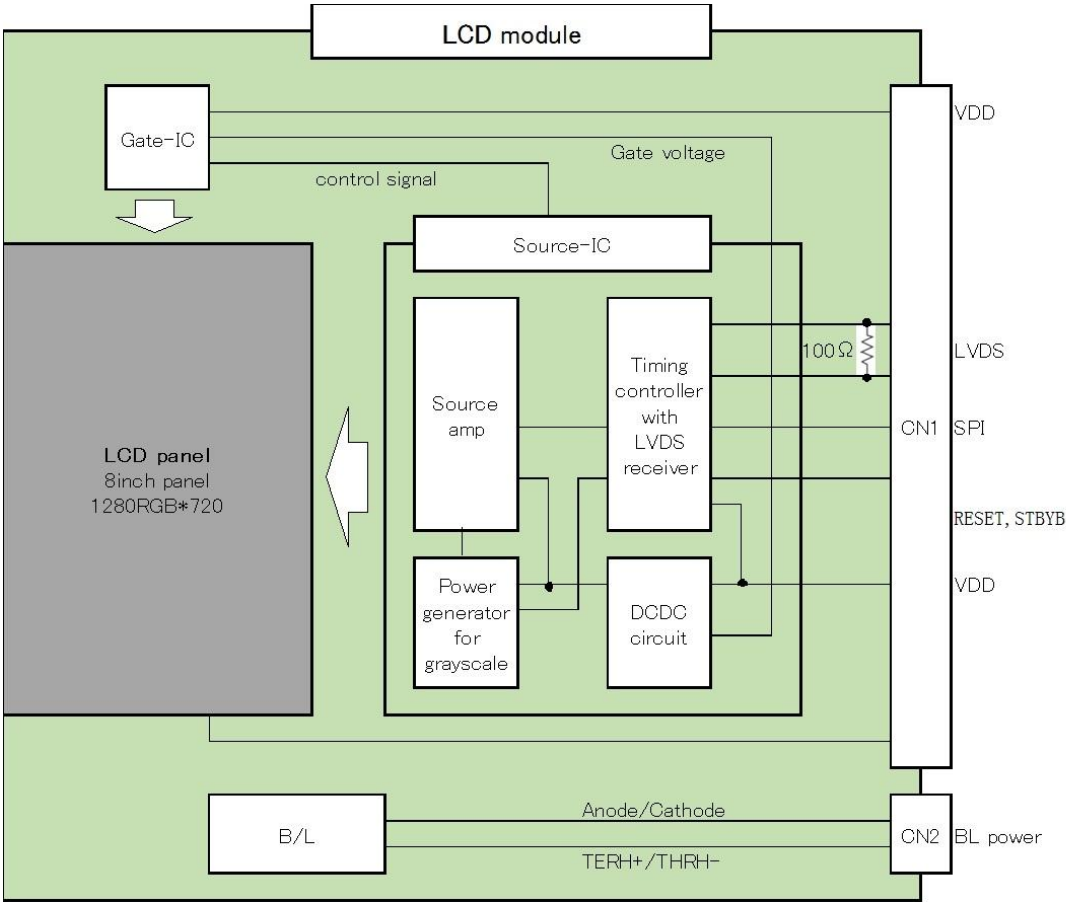 LCD module
VDD
Gate-IC
Gate voltage
control signal
Source-IC
100Ω
LVDS
Timing
controller
with
LVDS
receiver
Source
amp
CN1
SPI
LCD panel
8inch panel
1280RGB*720
RESET, STBYB
VDD
Power
generator
for
grayscale
DCDC
circuit
Anode/Cathode
B/L
CN2
BL power
TERH+/THRH-